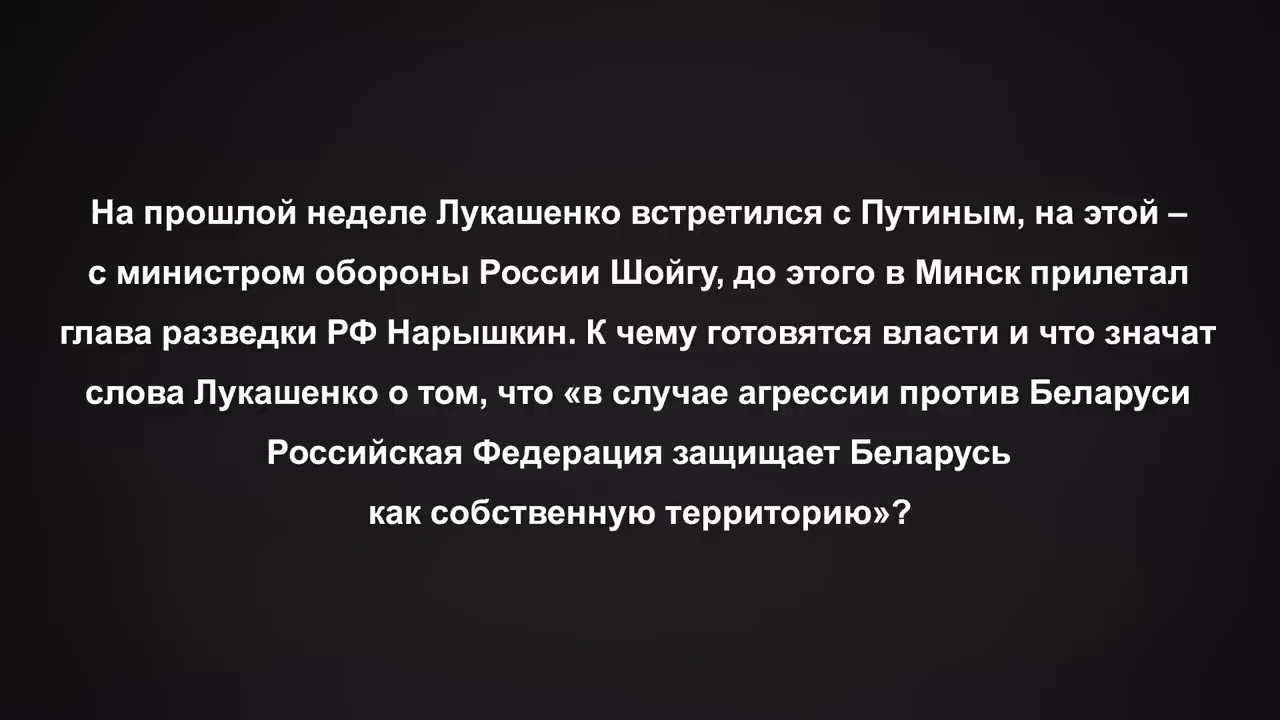 На прошлой неделе Лукашенко встретился с Путиным, на этой –
с министром обороны России Шойгу, до этого в Минск прилетал
глава разведки РФ Нарышкин. К чему готовятся власти и что значат
слова Лукашенко о том, что «в случае агрессии против Беларуси
Российская Федерация защищает Беларусь
как собственную территорию»?